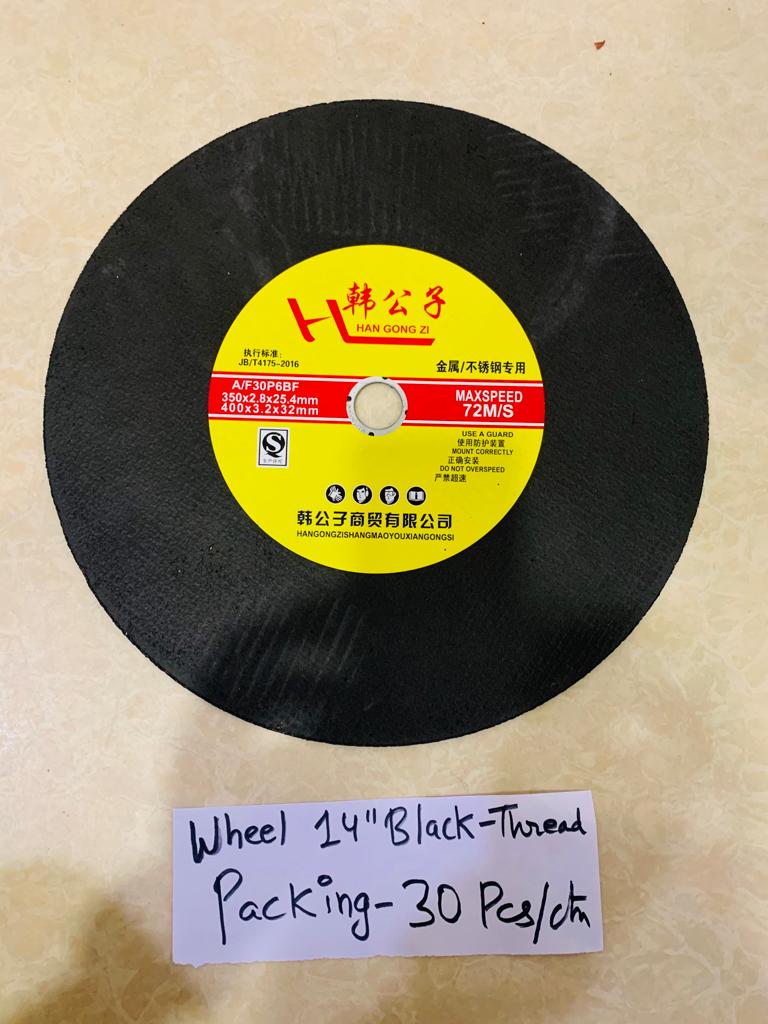 韩公子
HAN GONG ZI
执行标准:
JB/T4175-2016
金属/不锈钢专用
A/F30P6BF
350x2.8x25.4mm
400x3.2x32mm
MAXSPEED
72M/S
USE A GUARD
使用防护装置
MOUNT CORRECTLY
正确安装
DO NOT OVERSPEED
严禁超速
韩公子商贸有限公司
HANGONGZISHANGMAOYOUXIANGONGSI
Wheel 14" Black-Thread
Packing-30 Pcs/ctn